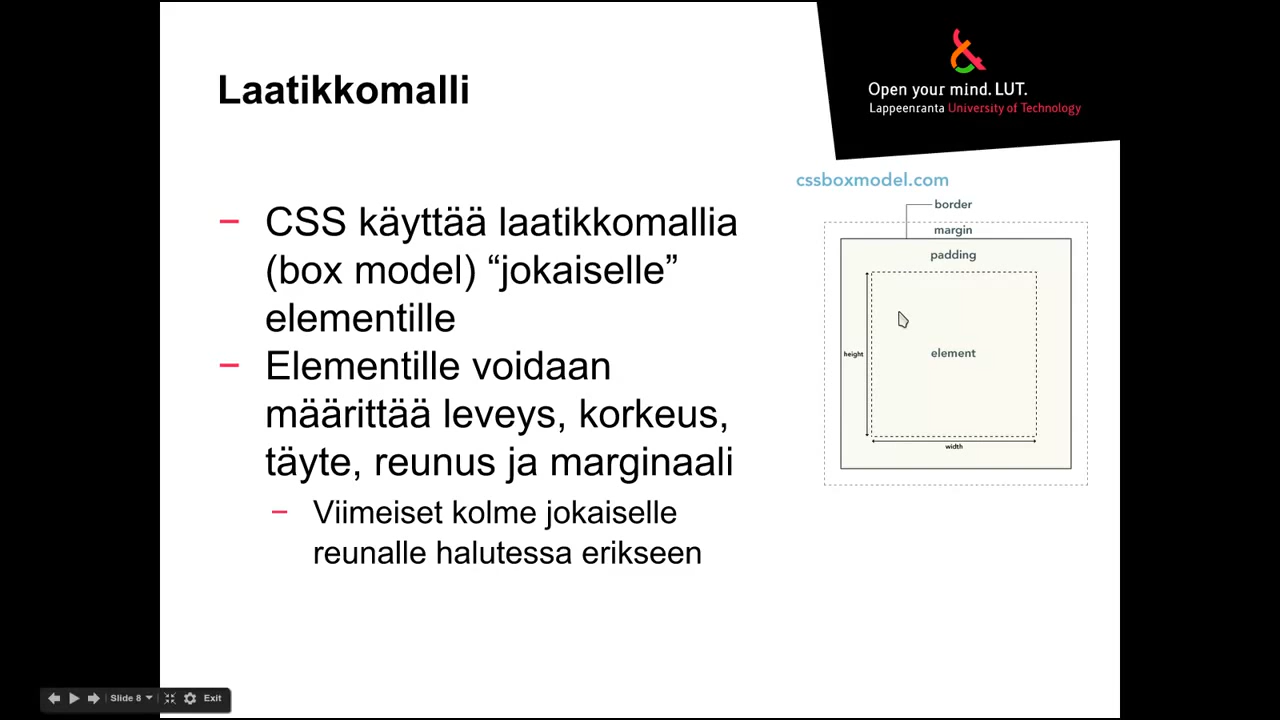 Laatikkomalli
Open your mind. LUT.
Lappeenranta University of Technology
– CSS käyttää laatikkomallia
(box model) “jokaiselle”
elementille
– Elementille voidaan
määrittää leveys, korkeus,
täyte, reunus ja marginaali
– Viimeiset kolme jokaiselle
reunalle halutessa erikseen
cssboxmodel.com
border
margin
padding
height
element
width
Slide 8
Exit